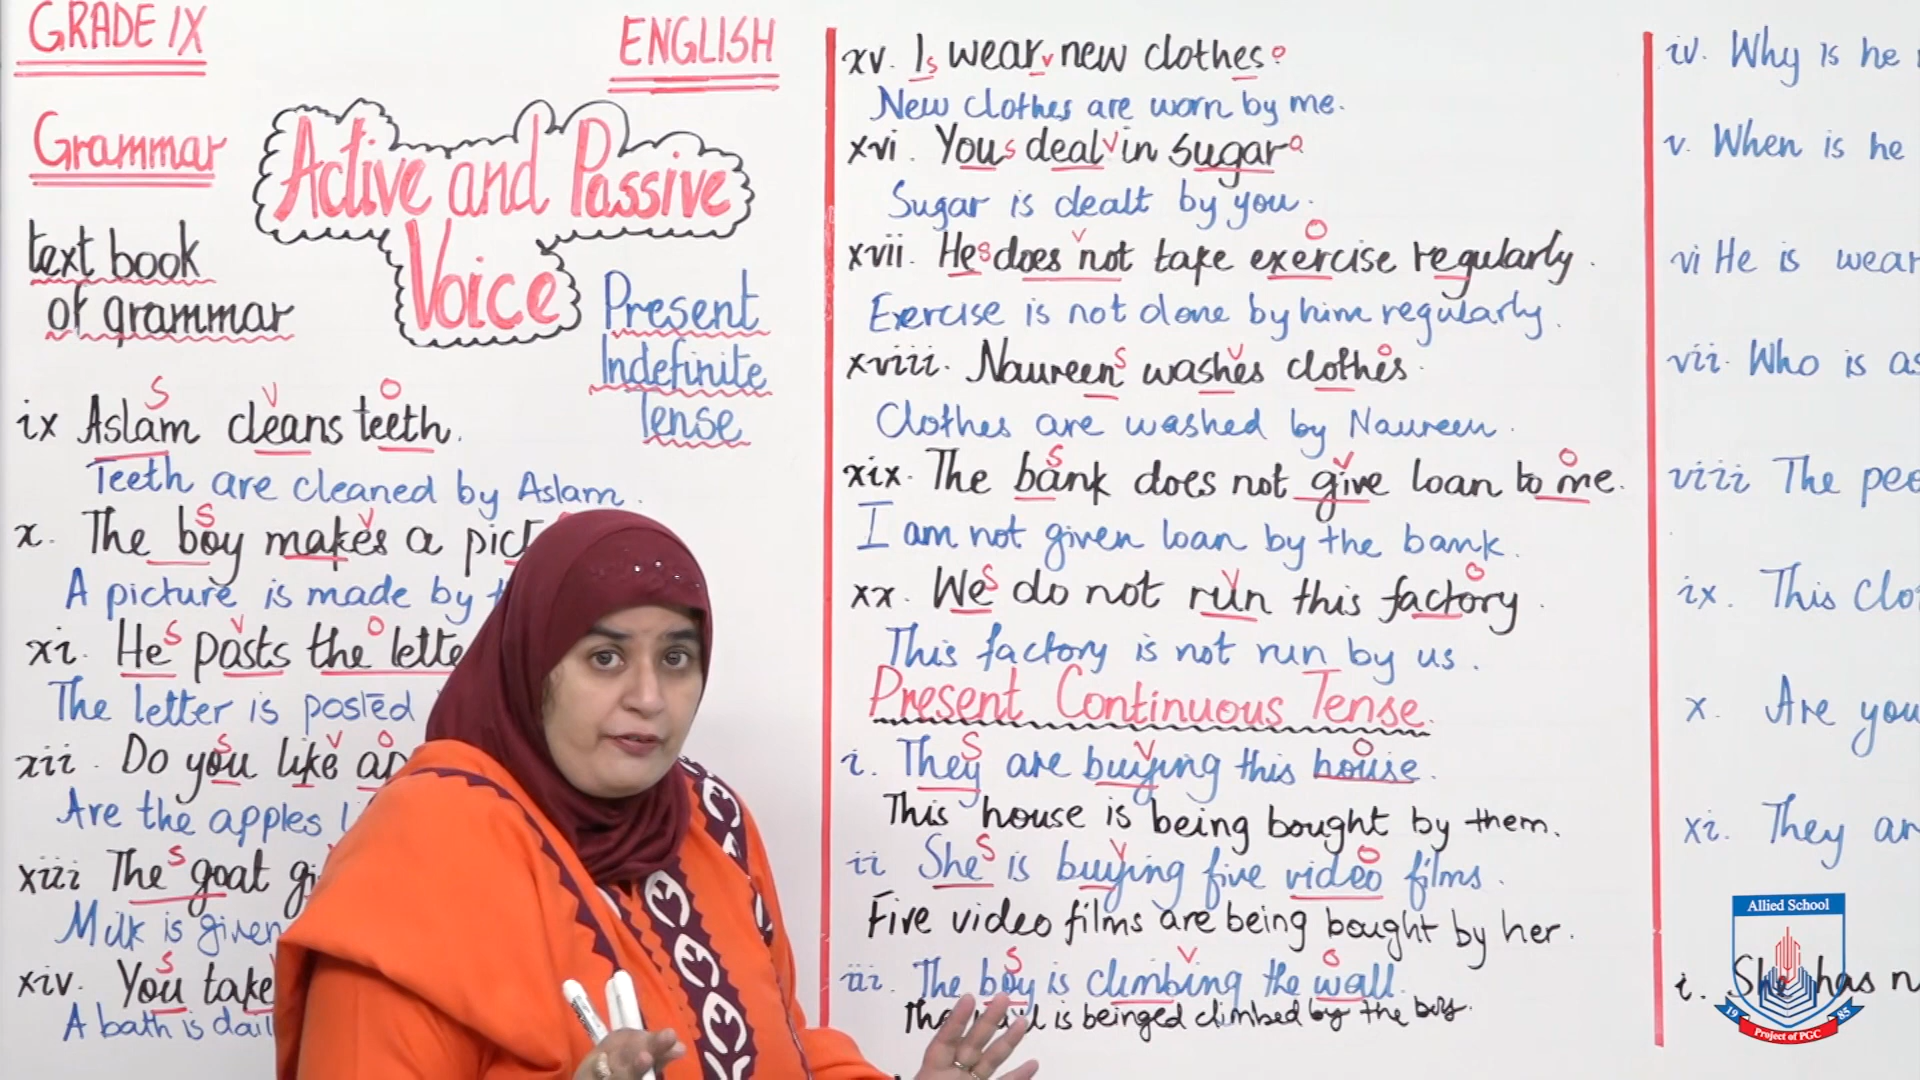 GRADE IX
ENGLISH
Grammar
Active and Passive
Voice
text book
of grammar
Present
Indefinite
Tense
S V O
ix Aslam cleans teeth.
Teeth are cleaned by Aslam.
S V
x. The boy makes a
A picture is made by
S V O
xi. He posts the
The letter is posted
S V O
xii. Do you like
Are the apples
S
xiii The goat
Milk is given
S
xiv. You take
A bath is
xv. I s wear v new clothes o
New clothes are worn by me.
xvi. You s deal v in sugar o
Sugar is dealt by you.
V O
xvii. He s does not take exercise regularly.
Exercise is not done by him regularly.
S V O
xviii. Naureen washes clothes.
Clothes are washed by Naureen.
S V O
xix. The bank does not give loan to me.
I am not given loan by the bank.
S V O
xx. We do not run this factory.
This factory is not run by us.
Present Continuous Tense.
S V O
i. They are buying this house.
This house is being bought by them.
S V O
ii She is buying five video films.
Five video films are being bought by her.
S V O
iii. The boy is climbing the wall.
is beinged climbed by the boy.
iv. Why is he
v. When is he
vi He is
vii. Who is
viii The
ix. This
x. Are you
xi. They
i. She has
Allied School
19 85
Project of PGC